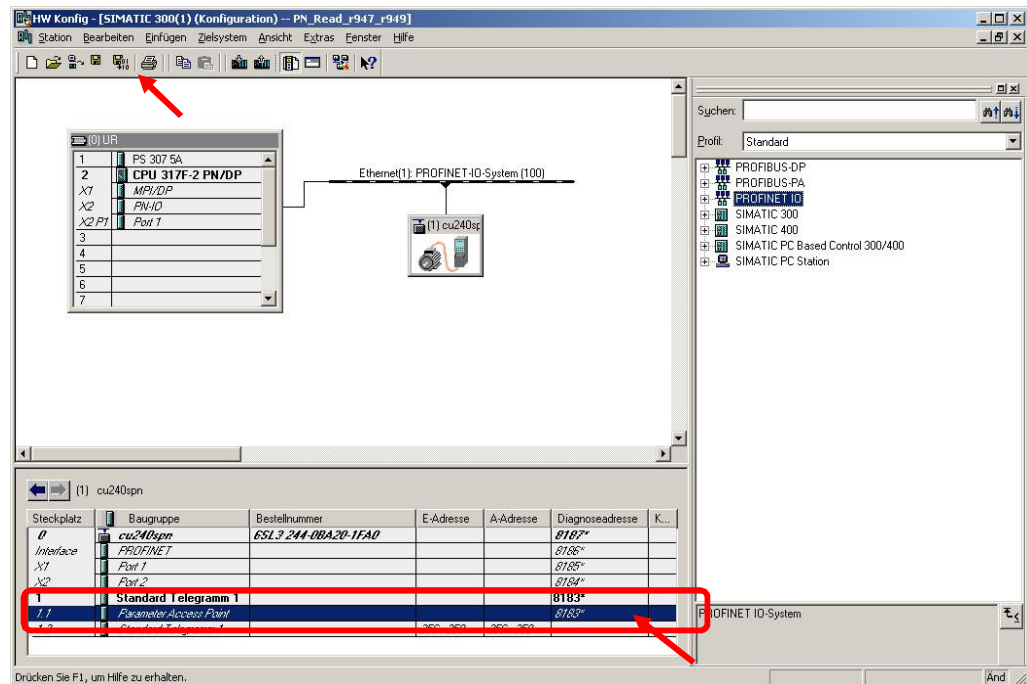 HW Konfig - [SIMATIC 300(1) (Konfiguration) -- PN_Read_r947_r949]
Station Bearbeiten Einfügen Zielsystem Ansicht Extras Fenster Hilfe
(0) UR
1 PS 307 5A
2 CPU 317F-2 PN/DP
X1 MPI/DP
X2 PN-IO
X2 P1 Port 1
3
4
5
6
7
Ethernet(1): PROFINET-IO-System (100)
(1) cu240sp
Suchen:
Profil: Standard
PROFIBUS-DP
PROFIBUS-PA
PROFINET IO
SIMATIC 300
SIMATIC 400
SIMATIC PC Based Control 300/400
SIMATIC PC Station
(1) cu240spn
Steckplatz Baugruppe Bestellnummer E-Adresse A-Adresse Diagnoseadresse K...
0 cu240spn 6SL3 244-0BA20-1FA0 8187*
Interface PROFINET 8186*
X1 Port 1 8185*
X2 Port 2 8184*
1 Standard Telegramm 1 8183*
1.1 Parameter Access Point 8183*
PROFINET IO-System
Drücken Sie F1, um Hilfe zu erhalten.
Änd